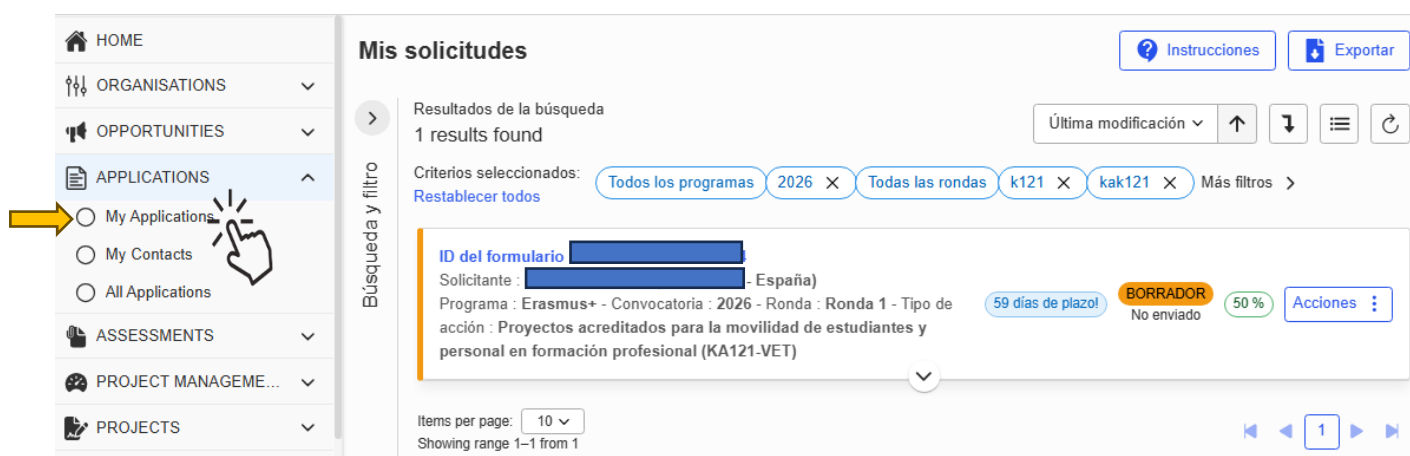 HOME
ORGANISATIONS
OPPORTUNITIES
APPLICATIONS
My Applications
My Contacts
All Applications
ASSESSMENTS
PROJECT MANAGEME...
PROJECTS
Mis solicitudes
Instrucciones
Exportar
Búsqueda y filtro
Resultados de la búsqueda
1 results found
Última modificación
Criterios seleccionados:
Restablecer todos
Todos los programas
2026
Todas las rondas
k121
kak121
Más filtros
ID del formulario
Solicitante : - España)
Programa : Erasmus+ - Convocatoria : 2026 - Ronda : Ronda 1 - Tipo de
acción : Proyectos acreditados para la movilidad de estudiantes y
personal en formación profesional (KA121-VET)
59 días de plazo!
BORRADOR
No enviado
50 %
Acciones
Items per page: 10
Showing range 1–1 from 1
1